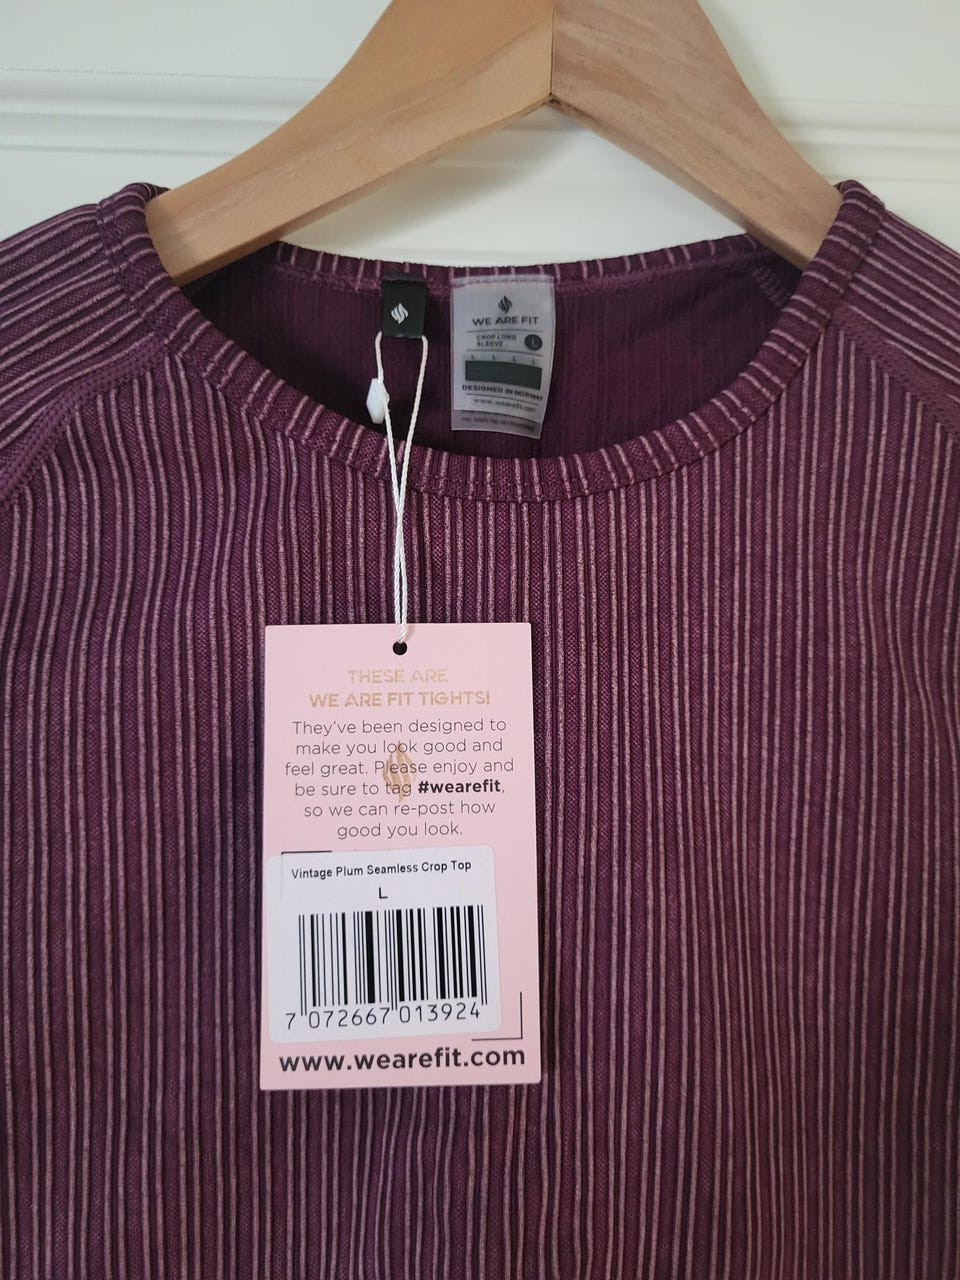 WE ARE FIT
CROP LONG
SLEEVE L
L L L L
DESIGNED IN NORWAY
www.wearefit.com
THESE ARE
WE ARE FIT TIGHTS!
They've been designed to
make you look good and
feel great. Please enjoy and
be sure to tag #wearefit,
so we can re-post how
good you look.
Vintage Plum Seamless Crop Top
L
7 072667 013924
www.wearefit.com